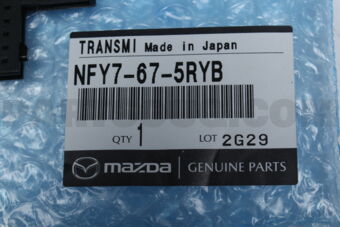 TRANSMI Made in Japan
NFY7-67-5RYB
QTY 1 LOT 2G29
mazda GENUINE PARTS